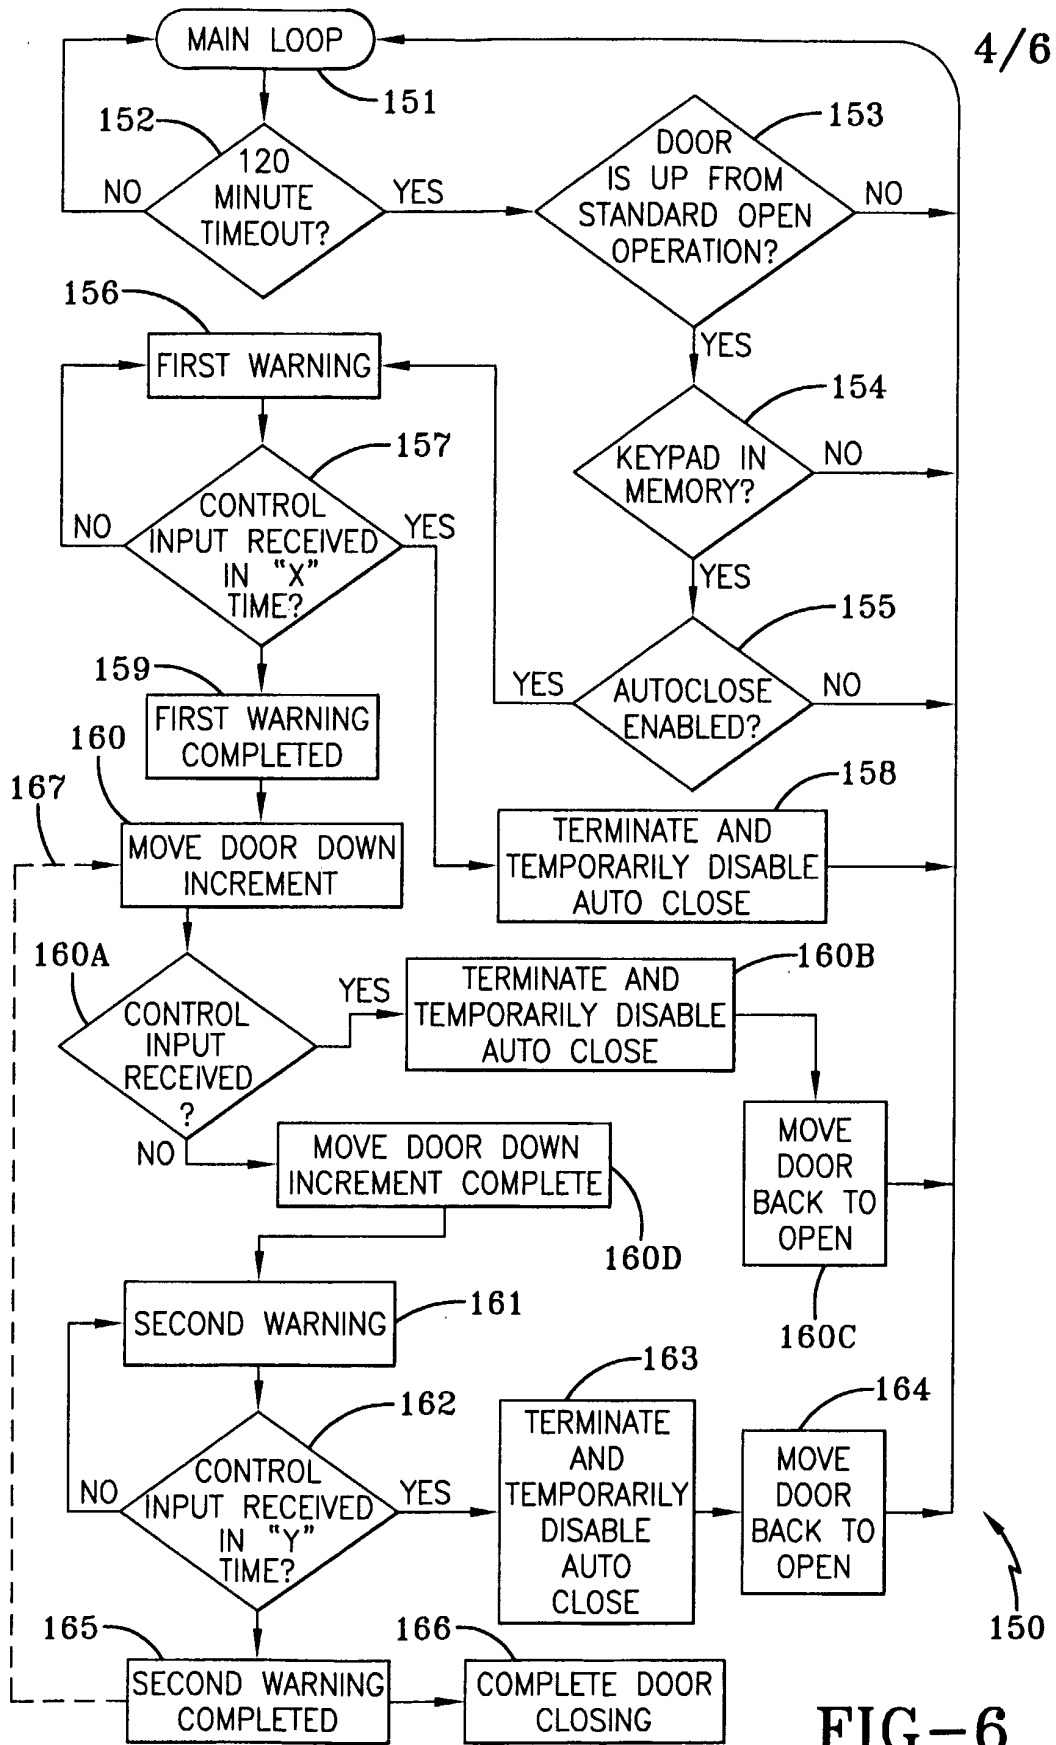 4/6
MAIN LOOP
151
152
120
MINUTE
TIMEOUT?
NO
YES
153
DOOR
IS UP FROM
STANDARD OPEN
OPERATION?
NO
YES
154
KEYPAD IN
MEMORY?
NO
YES
155
AUTOCLOSE
ENABLED?
NO
YES
156
FIRST WARNING
157
CONTROL
INPUT RECEIVED
IN "X"
TIME?
NO
YES
158
TERMINATE AND
TEMPORARILY DISABLE
AUTO CLOSE
159
FIRST WARNING
COMPLETED
160
167
MOVE DOOR DOWN
INCREMENT
160A
CONTROL
INPUT
RECEIVED
?
YES
NO
160B
TERMINATE AND
TEMPORARILY DISABLE
AUTO CLOSE
MOVE
DOOR
BACK TO
OPEN
160C
MOVE DOOR DOWN
INCREMENT COMPLETE
160D
SECOND WARNING
161
162
CONTROL
INPUT RECEIVED
IN "Y"
TIME?
NO
YES
163
TERMINATE
AND
TEMPORARILY
DISABLE
AUTO
CLOSE
164
MOVE
DOOR
BACK TO
OPEN
150
165
SECOND WARNING
COMPLETED
166
COMPLETE DOOR
CLOSING
FIG-6